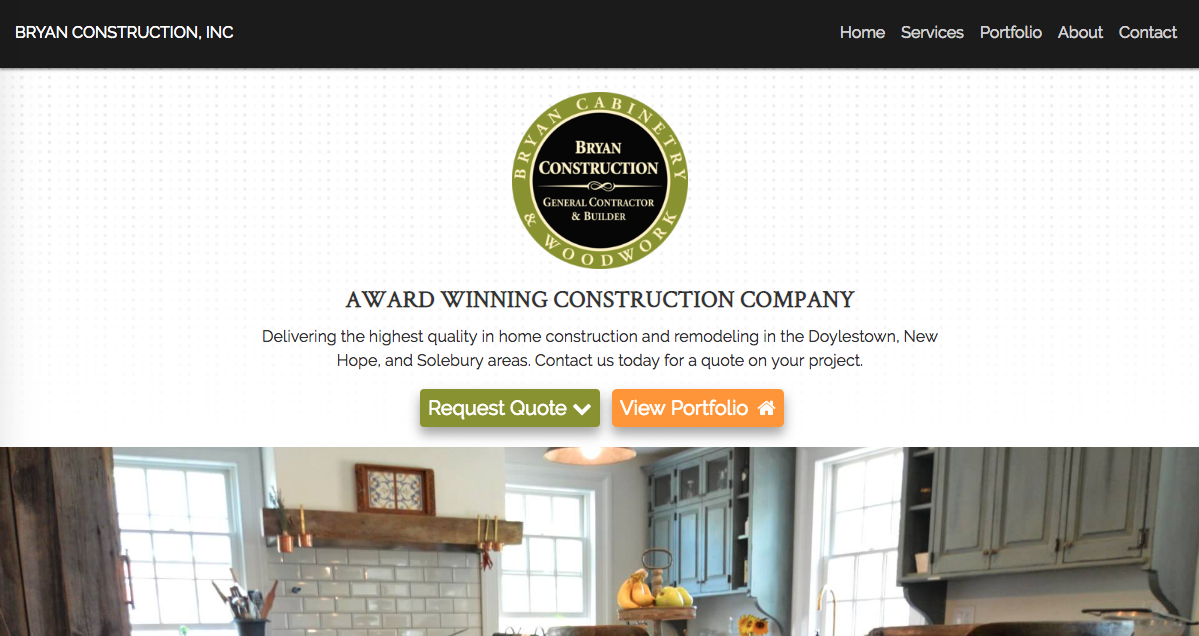 BRYAN CONSTRUCTION, INC
Home Services Portfolio About Contact
BRYAN CABINETRY
BRYAN
CONSTRUCTION
GENERAL CONTRACTOR
& BUILDER
& WOODWORK
AWARD WINNING CONSTRUCTION COMPANY
Delivering the highest quality in home construction and remodeling in the Doylestown, New
Hope, and Solebury areas. Contact us today for a quote on your project.
Request Quote
View Portfolio